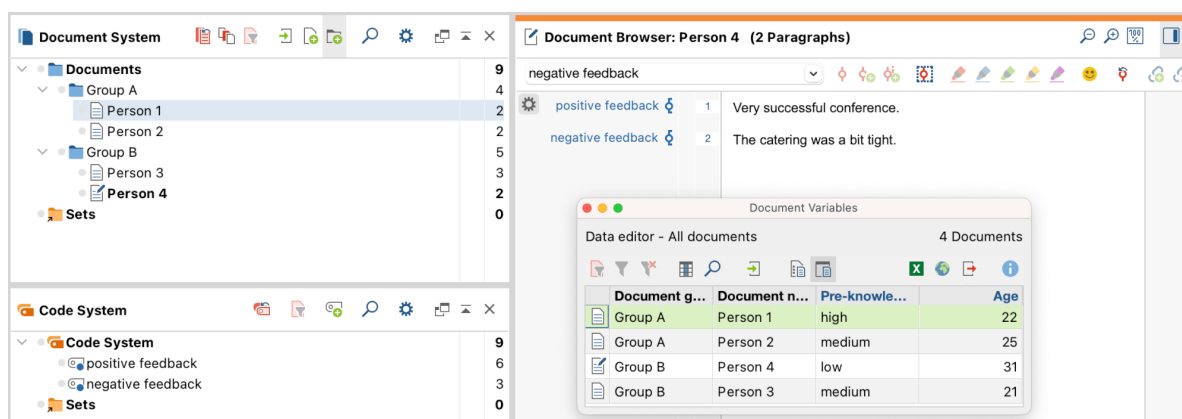 Document System
Documents 9
Group A 4
Person 1 2
Person 2 2
Group B 5
Person 3 3
Person 4 2
Sets 0
Code System
Code System 9
positive feedback 6
negative feedback 3
Sets 0
Document Browser: Person 4 (2 Paragraphs)
100 %
negative feedback
positive feedback 1 Very successful conference.
negative feedback 2 The catering was a bit tight.
Document Variables
Data editor - All documents 4 Documents
X
i
Document g... Document n... Pre-knowle... Age
Group A Person 1 high 22
Group A Person 2 medium 25
Group B Person 4 low 31
Group B Person 3 medium 21